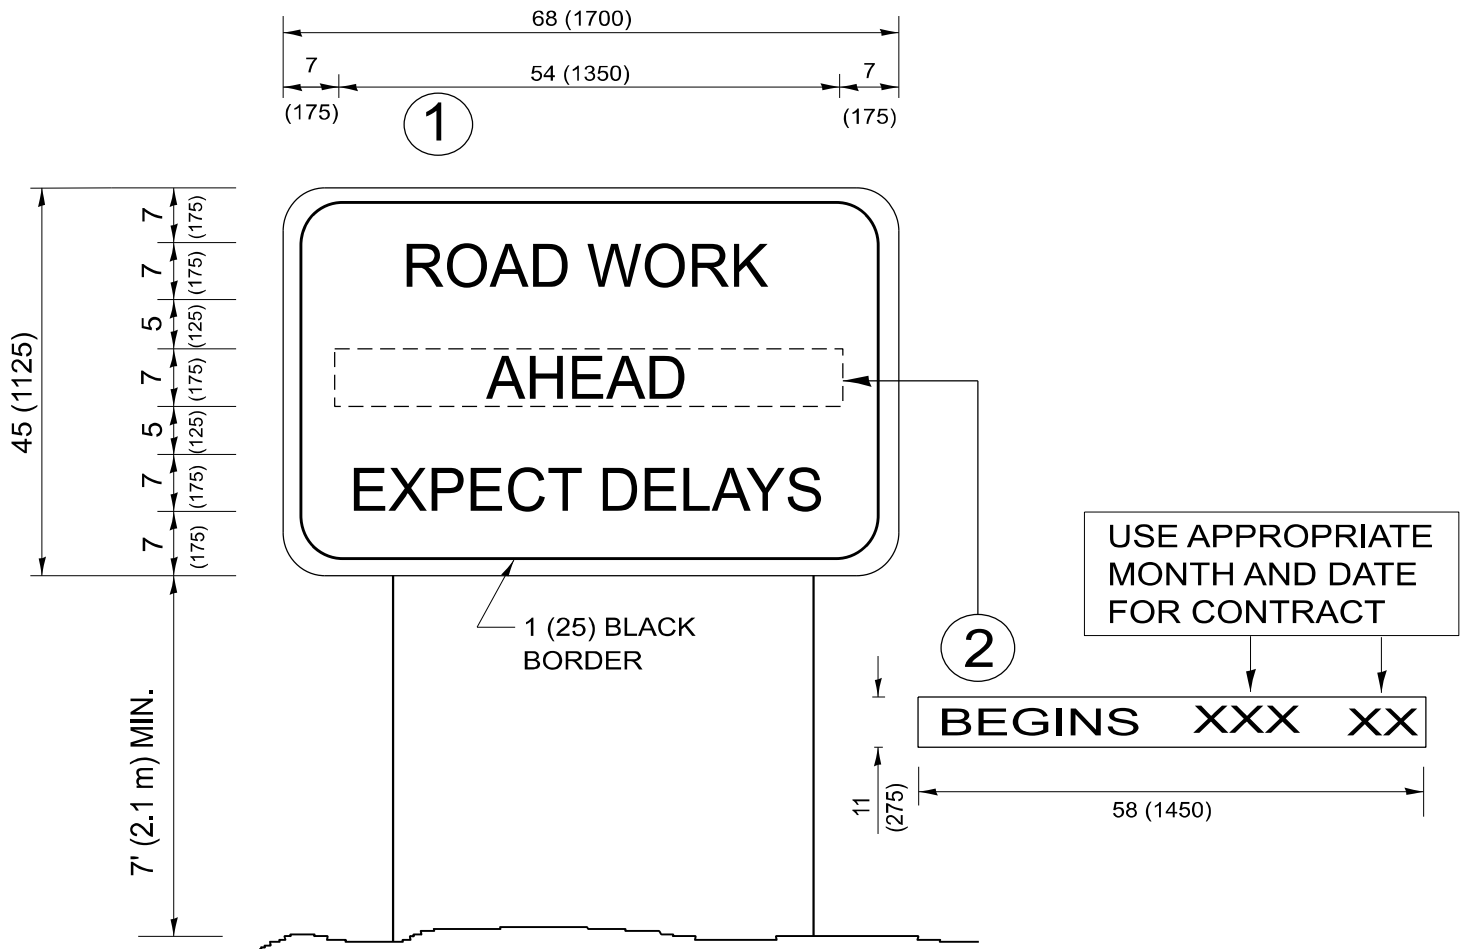 68 (1700)
7
54 (1350)
7
(175)
(175)
1
7
(175)
7
(175)
5
(125)
7
(175)
5
(125)
7
(175)
7
(175)
45 (1125)
ROAD WORK
AHEAD
EXPECT DELAYS
1 (25) BLACK
BORDER
7' (2.1 m) MIN.
2
USE APPROPRIATE
MONTH AND DATE
FOR CONTRACT
BEGINS XXX XX
11
(275)
58 (1450)